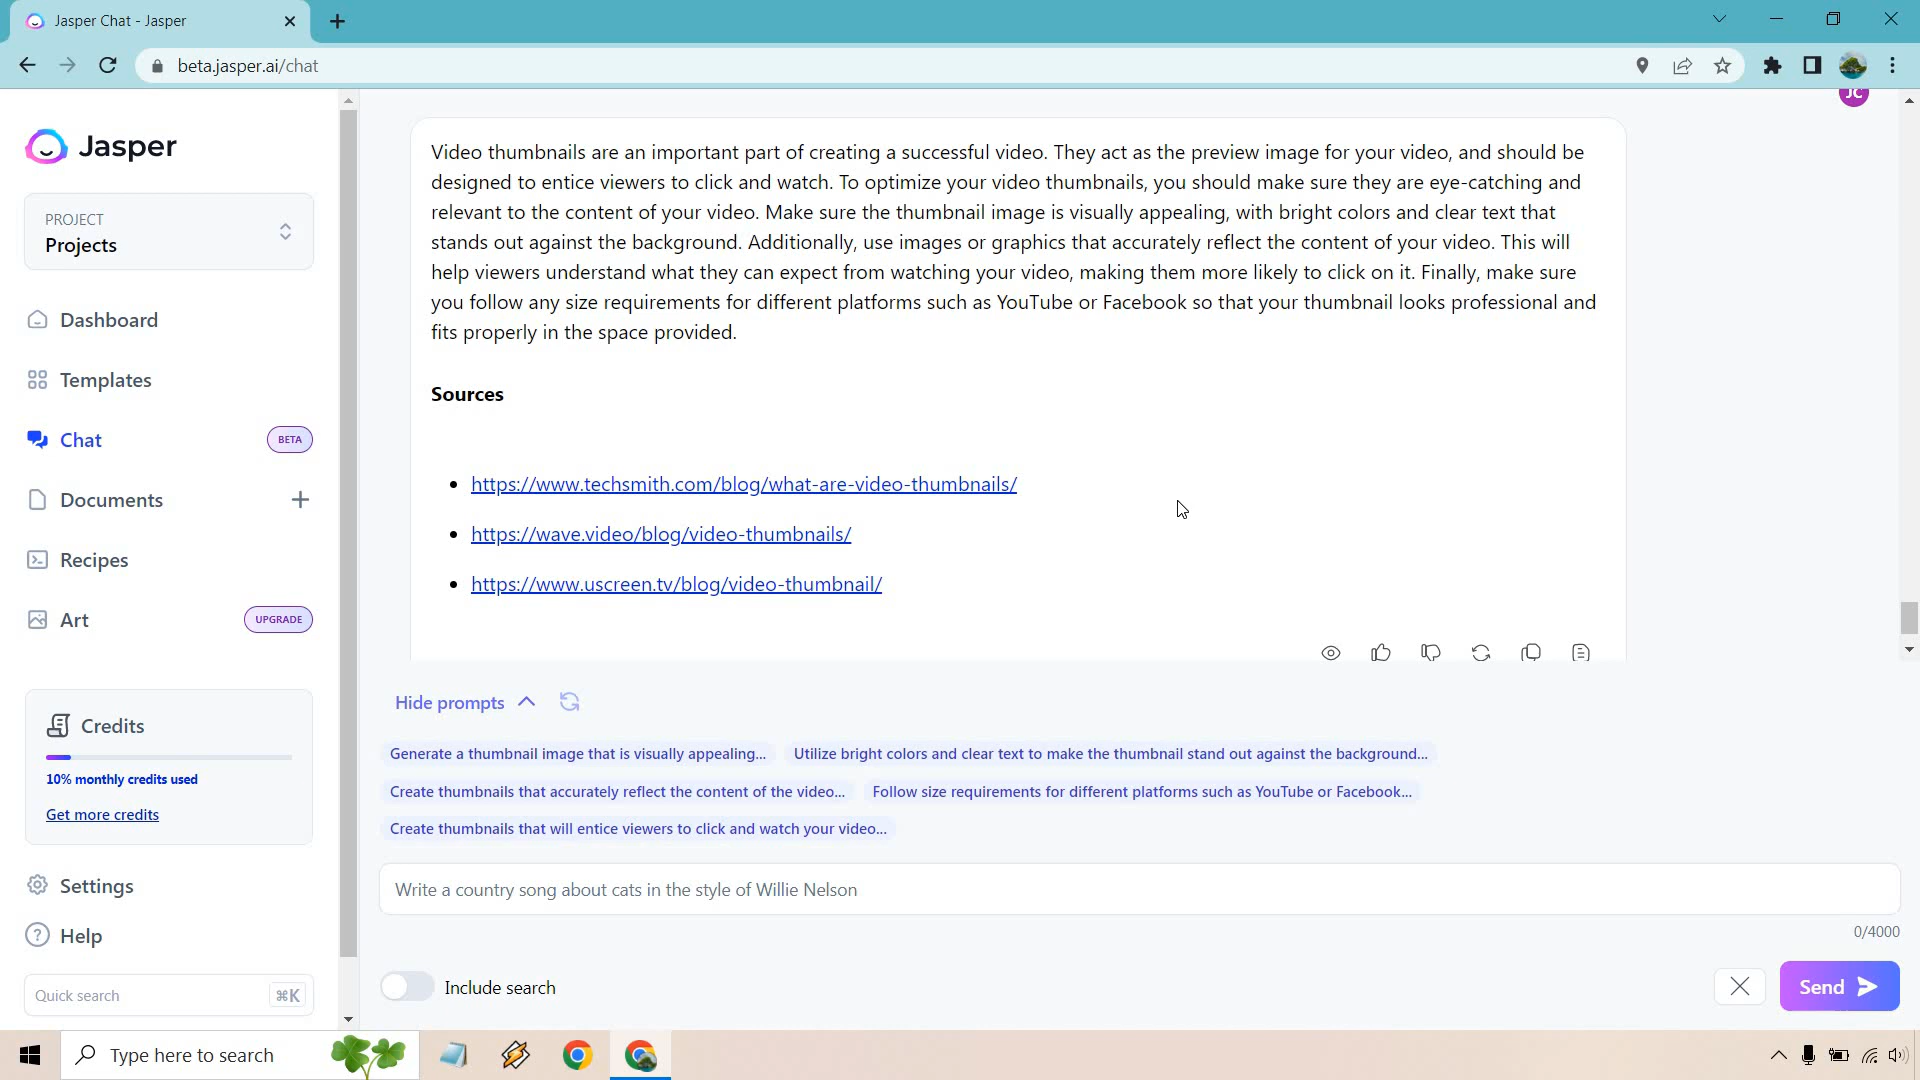 Jasper Chat - Jasper
beta.jasper.ai/chat
Jasper
PROJECT
Projects
Dashboard
Templates
Chat
BETA
Documents
Recipes
Art
UPGRADE
Credits
10% monthly credits used
Get more credits
Settings
Help
Quick search
⌘K
JC
Video thumbnails are an important part of creating a successful video. They act as the preview image for your video, and should be
designed to entice viewers to click and watch. To optimize your video thumbnails, you should make sure they are eye-catching and
relevant to the content of your video. Make sure the thumbnail image is visually appealing, with bright colors and clear text that
stands out against the background. Additionally, use images or graphics that accurately reflect the content of your video. This will
help viewers understand what they can expect from watching your video, making them more likely to click on it. Finally, make sure
you follow any size requirements for different platforms such as YouTube or Facebook so that your thumbnail looks professional and
fits properly in the space provided.
Sources
https://www.techsmith.com/blog/what-are-video-thumbnails/
https://wave.video/blog/video-thumbnails/
https://www.uscreen.tv/blog/video-thumbnail/
Hide prompts
Generate a thumbnail image that is visually appealing... Utilize bright colors and clear text to make the thumbnail stand out against the background...
Create thumbnails that accurately reflect the content of the video... Follow size requirements for different platforms such as YouTube or Facebook...
Create thumbnails that will entice viewers to click and watch your video...
Write a country song about cats in the style of Willie Nelson
0/4000
Include search
Send
Type here to search